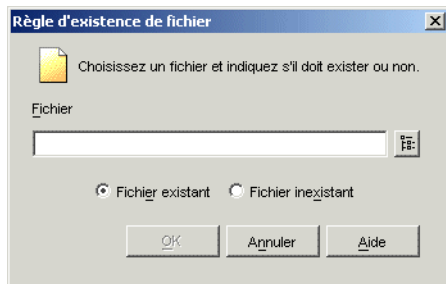 Règle d'existence de fichier
Choisissez un fichier et indiquez s'il doit exister ou non.
Fichier
Fichier existant Fichier inexistant
OK Annuler Aide